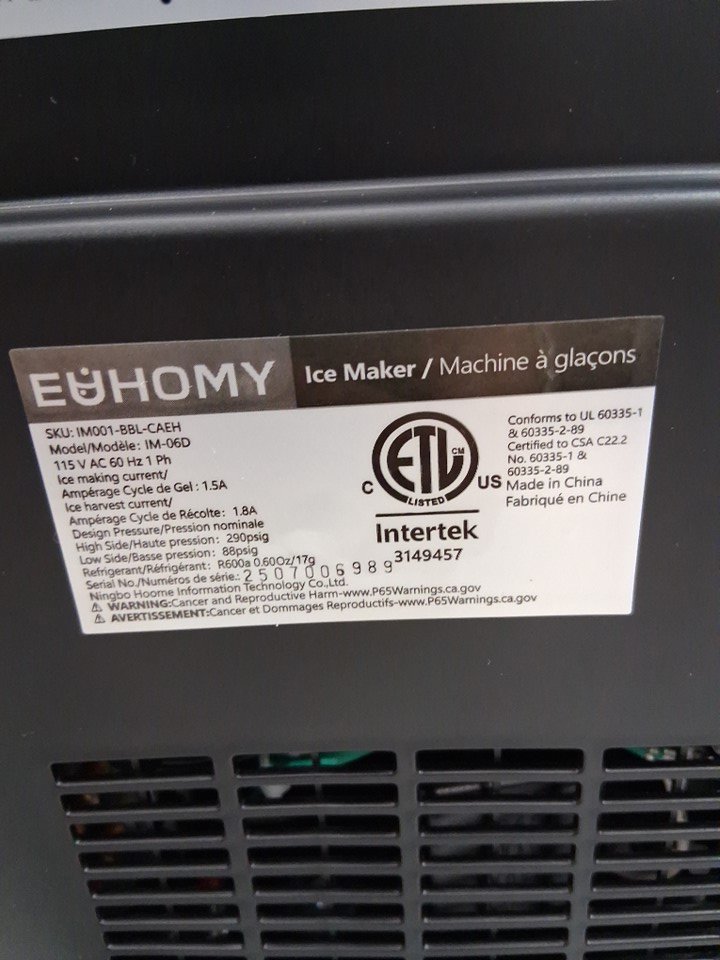 EUHOMY
Ice Maker / Machine à glaçons
SKU: IM001-BBL-CAEH
Model/Modèle: IM-06D
115 V AC 60 Hz 1 Ph
Ice making current/
Ampérage Cycle de Gel : 1.5A
Ice harvest current/
Ampérage Cycle de Récolte: 1.8A
Design Pressure/Pression nominale
High Side/Haute pression: 290psig
Low Side/Basse pression: 88psig
Refrigerant/Réfrigérant: R600a 0.60Oz/17g
Serial No./Numéros de série.: 2507006989
Ningbo Hoome Information Technology Co.,Ltd.
⚠ WARNING:Cancer and Reproductive Harm-www.P65Warnings.ca.gov
⚠ AVERTISSEMENT:Cancer et Dommages Reproductifs-www.P65Warnings.ca.gov
C ETL CM US
LISTED
Intertek
3149457
Conforms to UL 60335-1
& 60335-2-89
Certified to CSA C22.2
No. 60335-1 &
60335-2-89
Made in China
Fabriqué en Chine